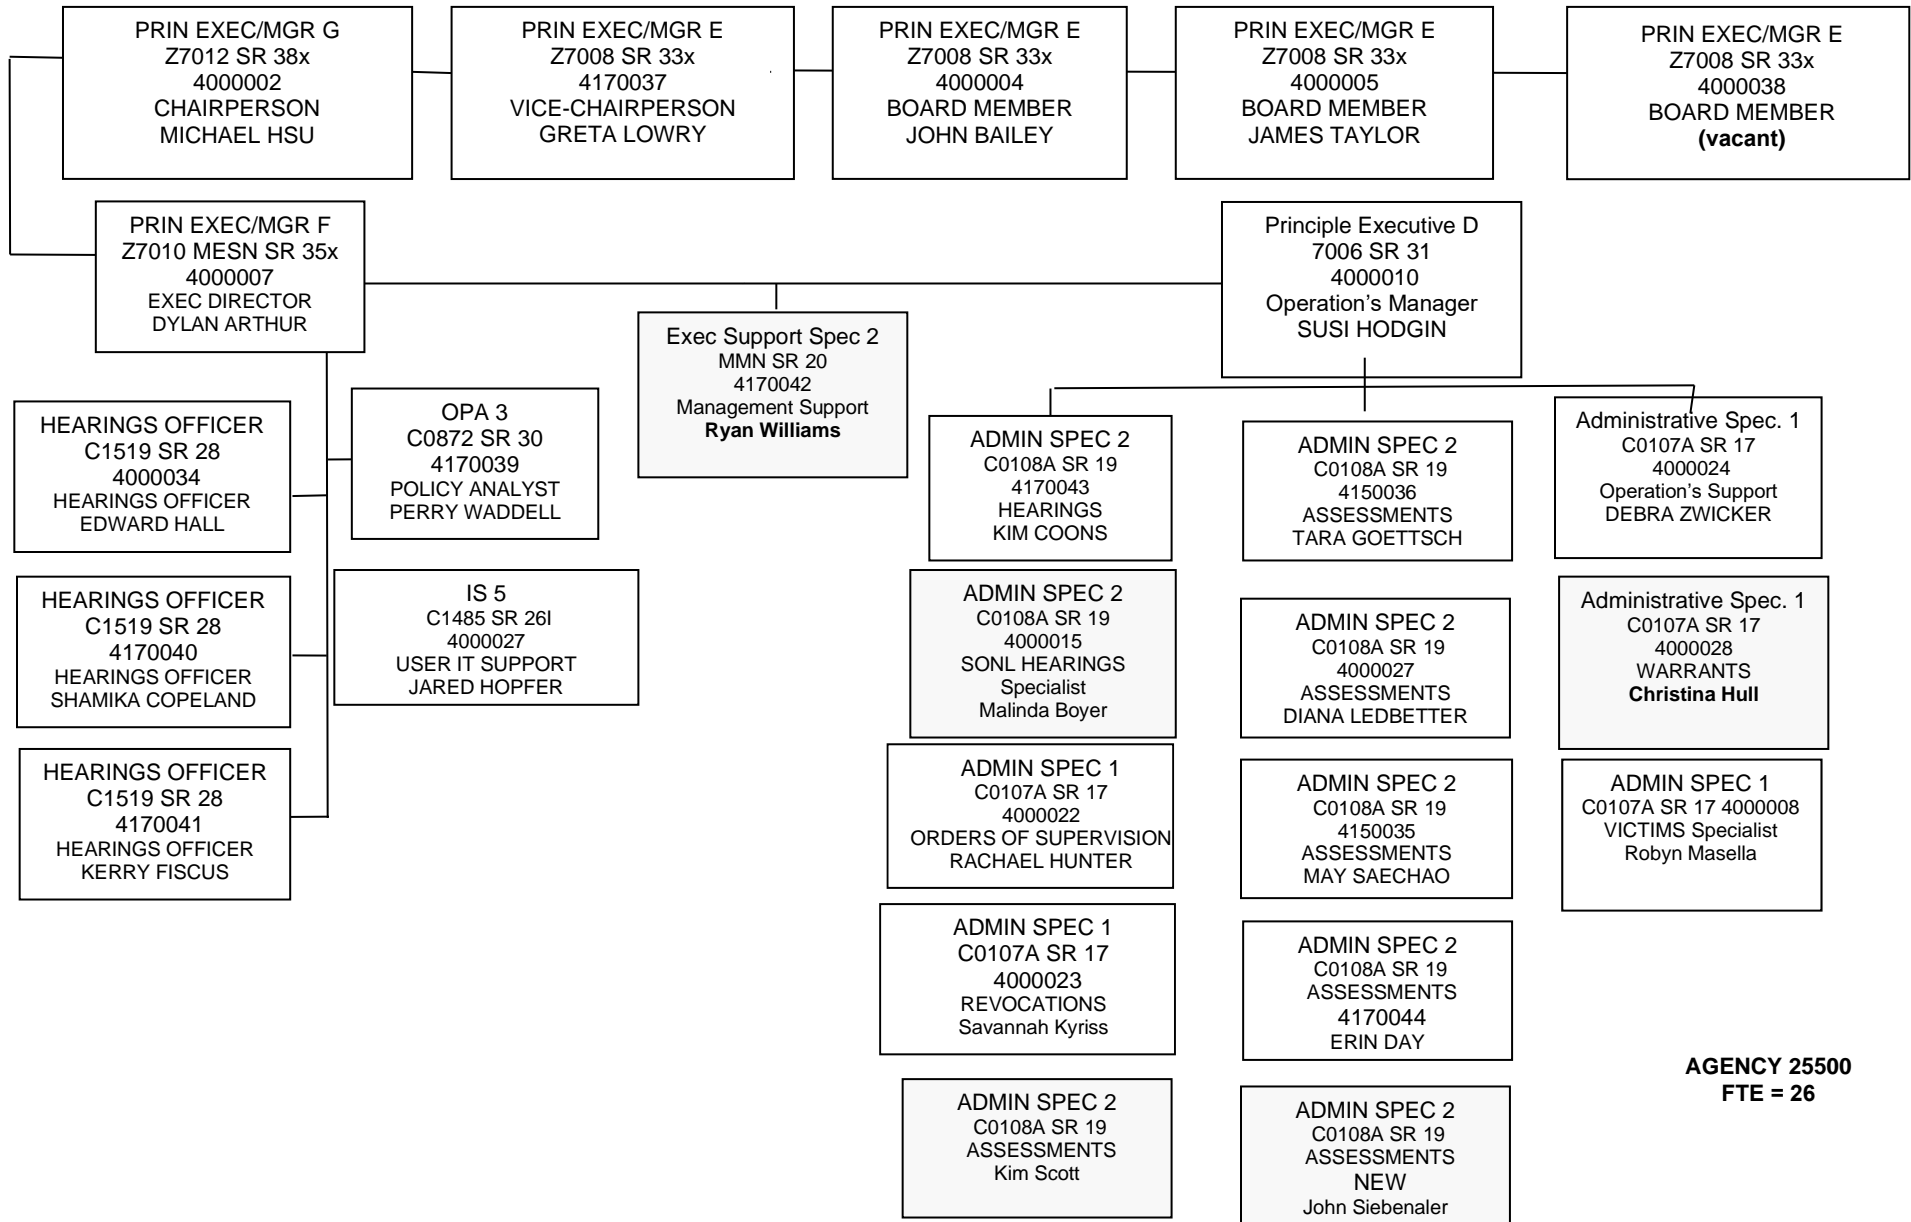 PRIN EXEC/MGR G
Z7012 SR 38x
4000002
CHAIRPERSON
MICHAEL HSU
PRIN EXEC/MGR E
Z7008 SR 33x
4170037
VICE-CHAIRPERSON
GRETA LOWRY
PRIN EXEC/MGR E
Z7008 SR 33x
4000004
BOARD MEMBER
JOHN BAILEY
PRIN EXEC/MGR E
Z7008 SR 33x
4000005
BOARD MEMBER
JAMES TAYLOR
PRIN EXEC/MGR E
Z7008 SR 33x
4000038
BOARD MEMBER
(vacant)
PRIN EXEC/MGR F
Z7010 MESN SR 35x
4000007
EXEC DIRECTOR
DYLAN ARTHUR
Principle Executive D
7006 SR 31
4000010
Operation's Manager
SUSI HODGIN
Exec Support Spec 2
MMN SR 20
4170042
Management Support
Ryan Williams
HEARINGS OFFICER
C1519 SR 28
4000034
HEARINGS OFFICER
EDWARD HALL
OPA 3
C0872 SR 30
4170039
POLICY ANALYST
PERRY WADDELL
HEARINGS OFFICER
C1519 SR 28
4170040
HEARINGS OFFICER
SHAMIKA COPELAND
IS 5
C1485 SR 26I
4000027
USER IT SUPPORT
JARED HOPFER
HEARINGS OFFICER
C1519 SR 28
4170041
HEARINGS OFFICER
KERRY FISCUS
ADMIN SPEC 2
C0108A SR 19
4170043
HEARINGS
KIM COONS
ADMIN SPEC 2
C0108A SR 19
4000015
SONL HEARINGS
Specialist
Malinda Boyer
ADMIN SPEC 1
C0107A SR 17
4000022
ORDERS OF SUPERVISION
RACHAEL HUNTER
ADMIN SPEC 1
C0107A SR 17
4000023
REVOCATIONS
Savannah Kyriss
ADMIN SPEC 2
C0108A SR 19
ASSESSMENTS
Kim Scott
ADMIN SPEC 2
C0108A SR 19
4150036
ASSESSMENTS
TARA GOETTSCH
ADMIN SPEC 2
C0108A SR 19
4000027
ASSESSMENTS
DIANA LEDBETTER
ADMIN SPEC 2
C0108A SR 19
4150035
ASSESSMENTS
MAY SAECHAO
ADMIN SPEC 2
C0108A SR 19
ASSESSMENTS
4170044
ERIN DAY
ADMIN SPEC 2
C0108A SR 19
ASSESSMENTS
NEW
John Siebenaler
Administrative Spec. 1
C0107A SR 17
4000024
Operation's Support
DEBRA ZWICKER
Administrative Spec. 1
C0107A SR 17
4000028
WARRANTS
Christina Hull
ADMIN SPEC 1
C0107A SR 17 4000008
VICTIMS Specialist
Robyn Masella
AGENCY 25500
FTE = 26